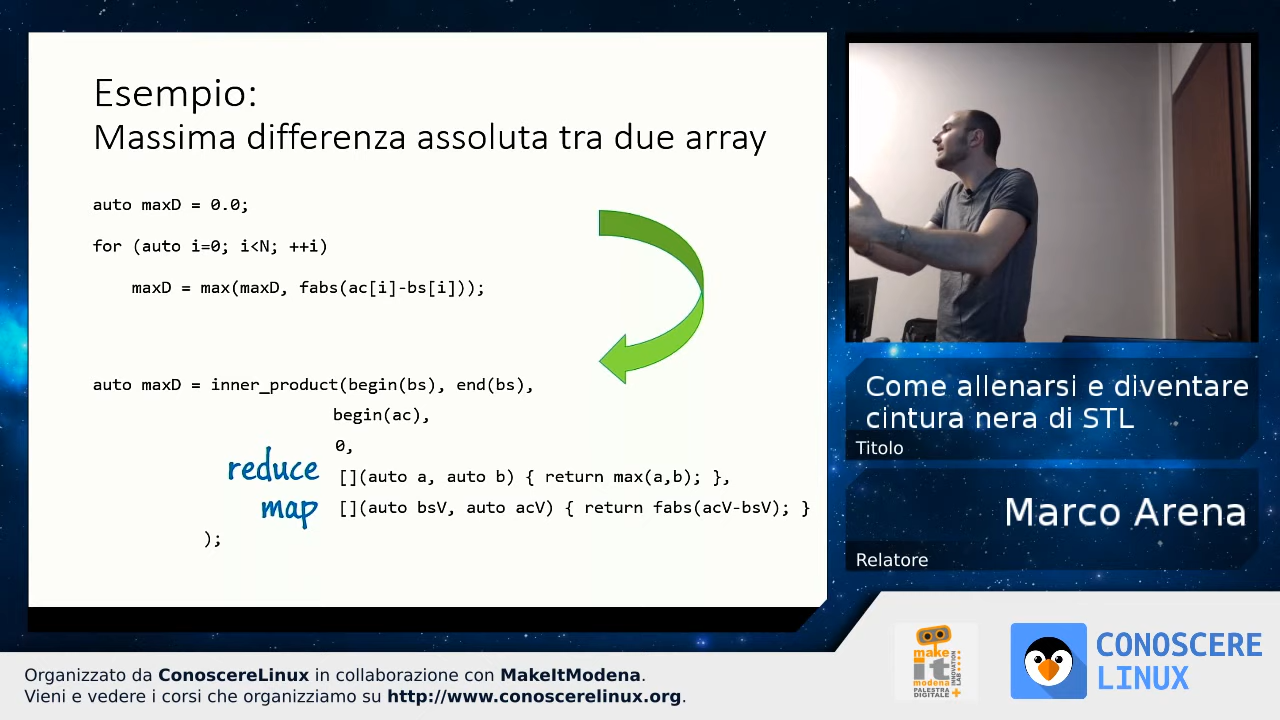 Esempio:
Massima differenza assoluta tra due array
auto maxD = 0.0;
for (auto i=0; i<N; ++i)
maxD = max(maxD, fabs(ac[i]-bs[i]));
auto maxD = inner_product(begin(bs), end(bs),
begin(ac),
0,
reduce [](auto a, auto b) { return max(a,b); },
map [](auto bsV, auto acV) { return fabs(acV-bsV); }
);
Come allenarsi e diventare
cintura nera di STL
Titolo
Marco Arena
Relatore
make
it
modena
PALESTRA
DIGITALE
INNOVATION
LAB
CONOSCERE
LINUX
Organizzato da ConoscereLinux in collaborazione con MakeItModena.
Vieni e vedere i corsi che organizziamo su http://www.conoscerelinux.org.